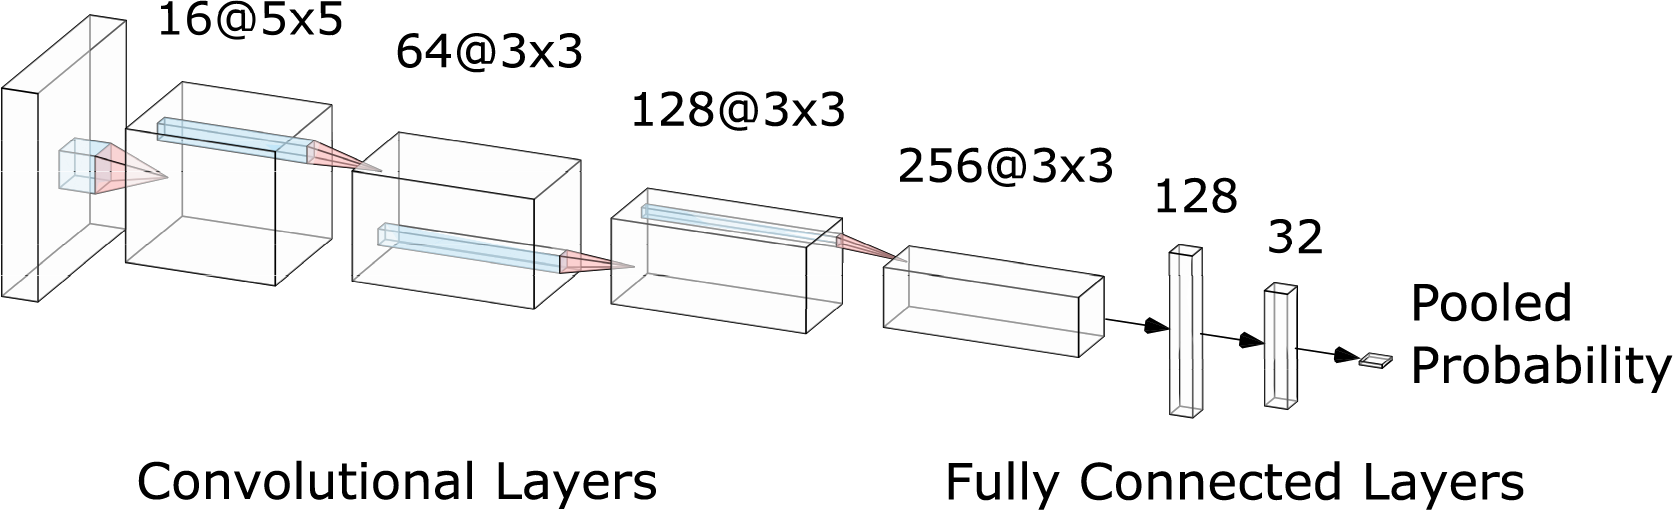 16@5x5
64@3x3
128@3x3
256@3x3
128
32
Pooled
Probability
Convolutional Layers
Fully Connected Layers